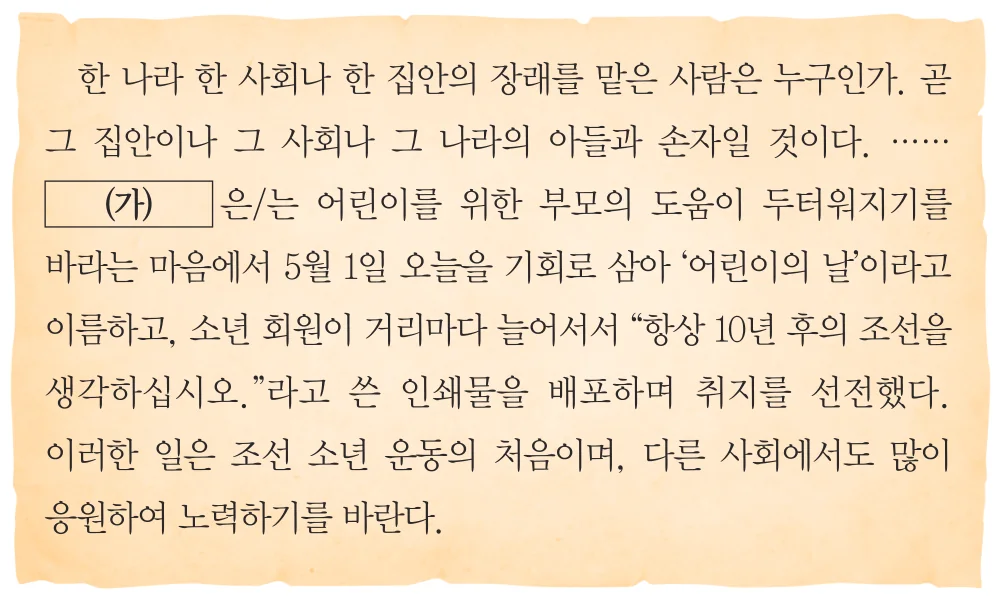 한 나라 한 사회나 한 집안의 장래를 맡은 사람은 누구인가. 곧
그 집안이나 그 사회나 그 나라의 아들과 손자일 것이다. ……
(가) 은/는 어린이를 위한 부모의 도움이 두터워지기를
바라는 마음에서 5월 1일 오늘을 기회로 삼아 ‘어린이의 날’이라고
이름하고, 소년 회원이 거리마다 늘어서서 “항상 10년 후의 조선을
생각하십시오.”라고 쓴 인쇄물을 배포하며 취지를 선전했다.
이러한 일은 조선 소년 운동의 처음이며, 다른 사회에서도 많이
응원하여 노력하기를 바란다.